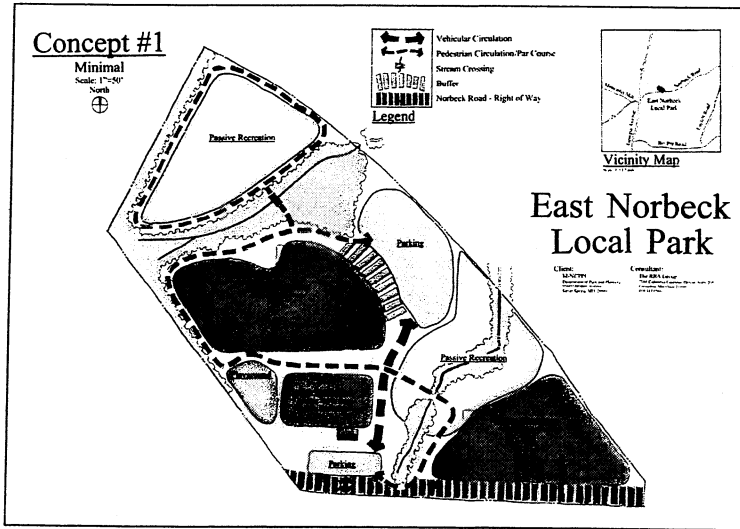 Concept #1
Minimal
Scale: 1"=50'
North
Vehicular Circulation
Pedestrian Circulation/Par Course
Stream Crossing
Buffer
Norbeck Road - Right of Way
Legend
East Norbeck
Local Park
Vicinity Map
East Norbeck
Local Park
Client:
Consultant:
Passive Recreation
Parking
Passive Recreation
Parking